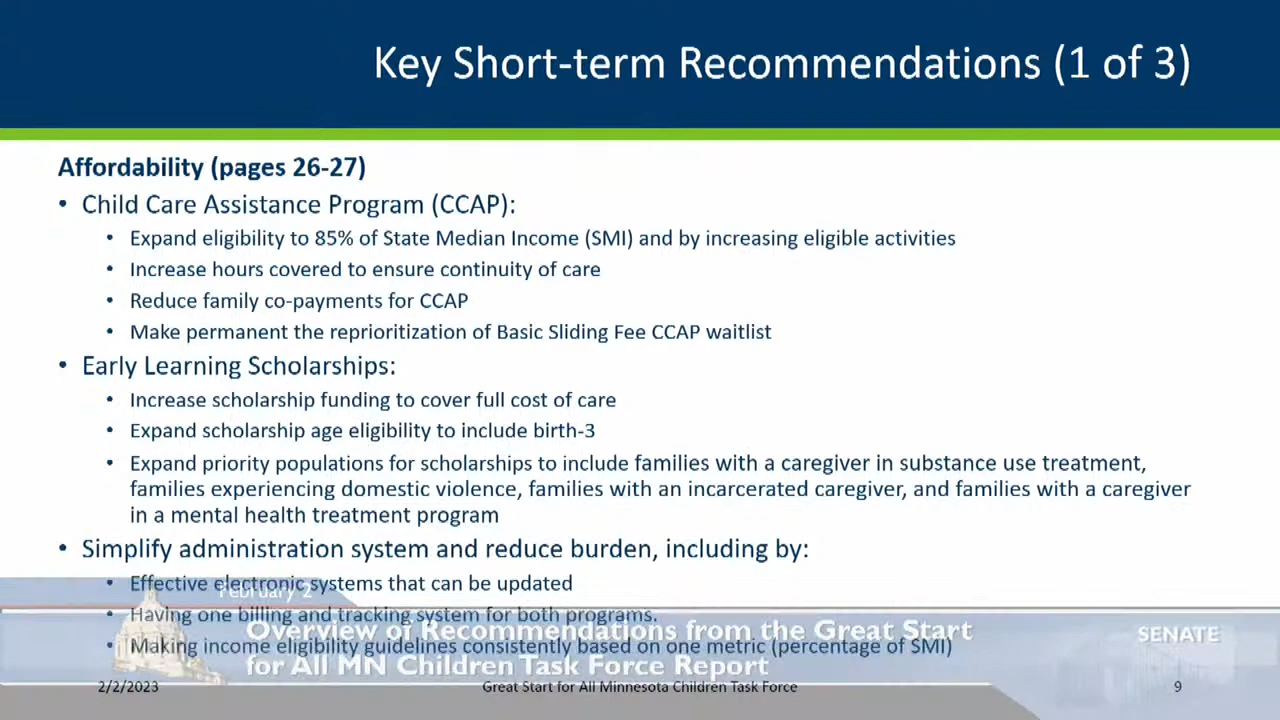 Key Short-term Recommendations (1 of 3)
Affordability (pages 26-27)
• Child Care Assistance Program (CCAP):
• Expand eligibility to 85% of State Median Income (SMI) and by increasing eligible activities
• Increase hours covered to ensure continuity of care
• Reduce family co-payments for CCAP
• Make permanent the reprioritization of Basic Sliding Fee CCAP waitlist
• Early Learning Scholarships:
• Increase scholarship funding to cover full cost of care
• Expand scholarship age eligibility to include birth-3
• Expand priority populations for scholarships to include families with a caregiver in substance use treatment,
families experiencing domestic violence, families with an incarcerated caregiver, and families with a caregiver
in a mental health treatment program
• Simplify administration system and reduce burden, including by:
• Effective electronic systems that can be updated
February 2
• Having one billing and tracking system for both programs.
Overview of Recommendations from the Great Start
SENATE
• Making income eligibility guidelines consistently based on one metric (percentage of SMI)
for All MN Children Task Force Report
2/2/2023
Great Start for All Minnesota Children Task Force
9